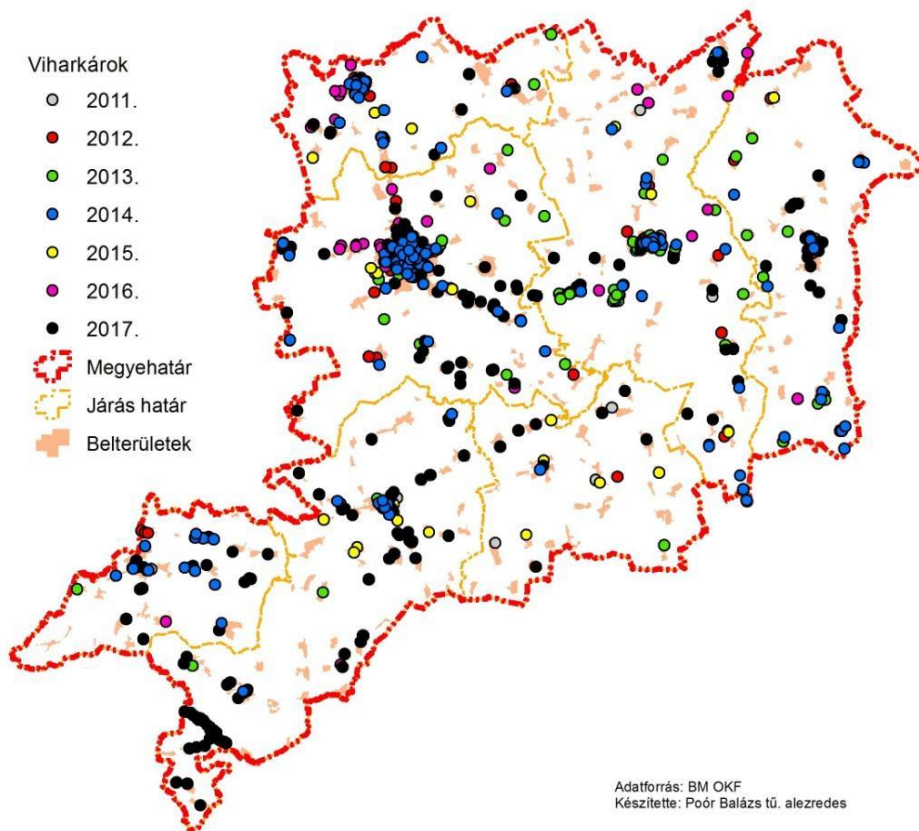 Viharkárok
2011.
2012.
2013.
2014.
2015.
2016.
2017.
Megyehatár
Járás határ
Belterületek
Adatforrás: BM OKF
Készítette: Poór Balázs tű. alezredes